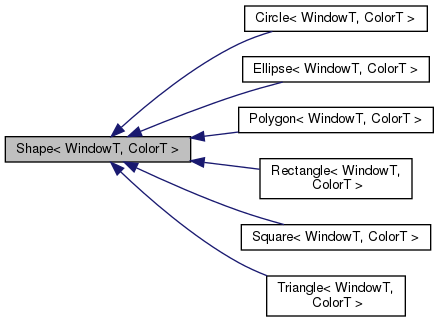 Circle< WindowT, ColorT >
Ellipse< WindowT, ColorT >
Polygon< WindowT, ColorT >
Shape< WindowT, ColorT >
Rectangle< WindowT,
ColorT >
Square< WindowT, ColorT >
Triangle< WindowT,
ColorT >